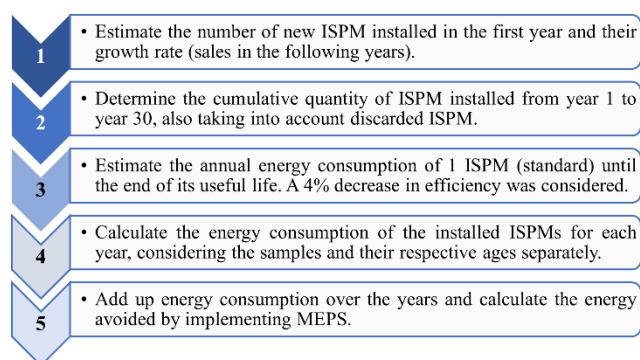 1
• Estimate the number of new ISPM installed in the first year and their
growth rate (sales in the following years).
2
• Determine the cumulative quantity of ISPM installed from year 1 to
year 30, also taking into account discarded ISPM.
3
• Estimate the annual energy consumption of 1 ISPM (standard) until
the end of its useful life. A 4% decrease in efficiency was considered.
4
• Calculate the energy consumption of the installed ISPMs for each
year, considering the samples and their respective ages separately.
5
• Add up energy consumption over the years and calculate the energy
avoided by implementing MEPS.